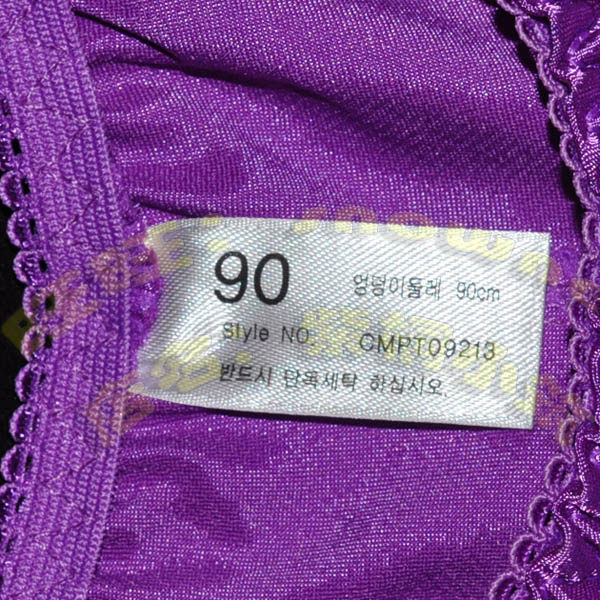 90 엉덩이둘레 90cm
Style NO. CMPT09213
반드시 단독세탁 하십시오.